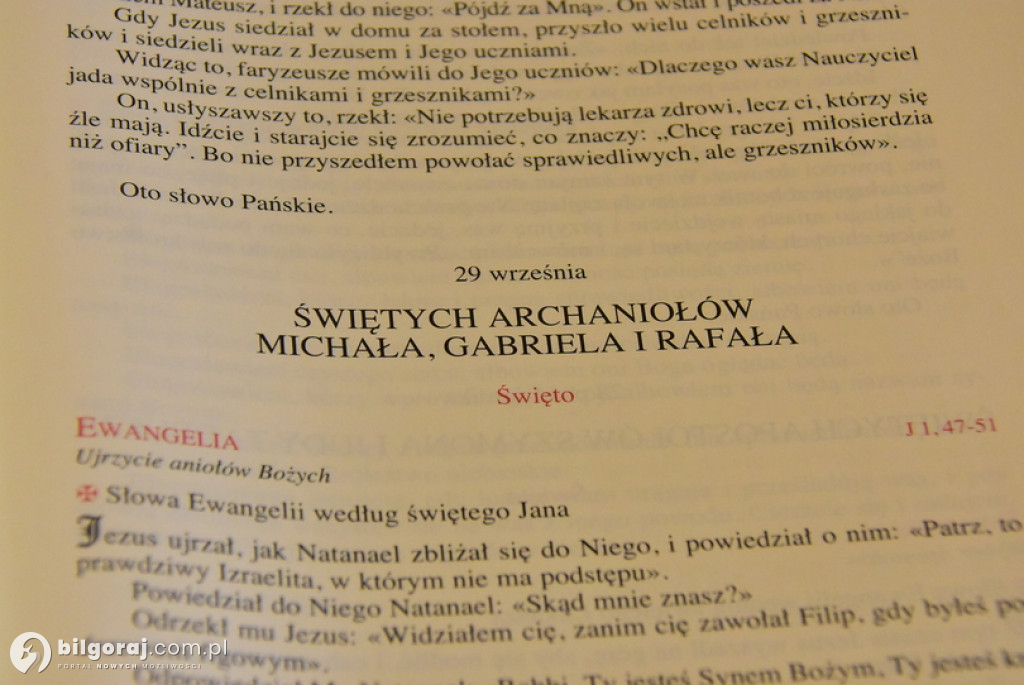 Mateusz, i rzekł do niego: «Pójdź za Mną». On wstał i poszedł za
Gdy Jezus siedział w domu za stołem, przyszło wielu celników i grzeszni-
ków i siedzieli wraz z Jezusem i Jego uczniami.
Widząc to, faryzeusze mówili do Jego uczniów: «Dlaczego wasz Nauczyciel
jada wspólnie z celnikami i grzesznikami?»
On, usłyszawszy to, rzekł: «Nie potrzebują lekarza zdrowi, lecz ci, którzy się
źle mają. Idźcie i starajcie się zrozumieć, co znaczy: „Chcę raczej miłosierdzia
niż ofiary”. Bo nie przyszedłem powołać sprawiedliwych, ale grzeszników».
Oto słowo Pańskie.
29 września
ŚWIĘTYCH ARCHANIOŁÓW
MICHAŁA, GABRIELA I RAFAŁA
Święto
EWANGELIA J 1, 47-51
Ujrzycie aniołów Bożych
✠ Słowa Ewangelii według świętego Jana
Jezus ujrzał, jak Natanael zbliżał się do Niego, i powiedział o nim: «Patrz, to
prawdziwy Izraelita, w którym nie ma podstępu».
Powiedział do Niego Natanael: «Skąd mnie znasz?»
Odrzekł mu Jezus: «Widziałem cię, zanim cię zawołał Filip, gdy byłeś po
gowym».
Rabbi, Ty jesteś Synem Bożym, Ty jesteś
bilgoraj.com.pl
PORTAL NOWYCH MOŻLIWOŚCI